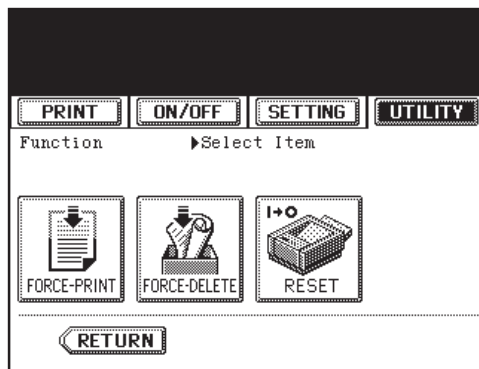 PRINT ON/OFF SETTING UTILITY
Function ▶Select Item
I→O
FORCE-PRINT FORCE-DELETE RESET
RETURN